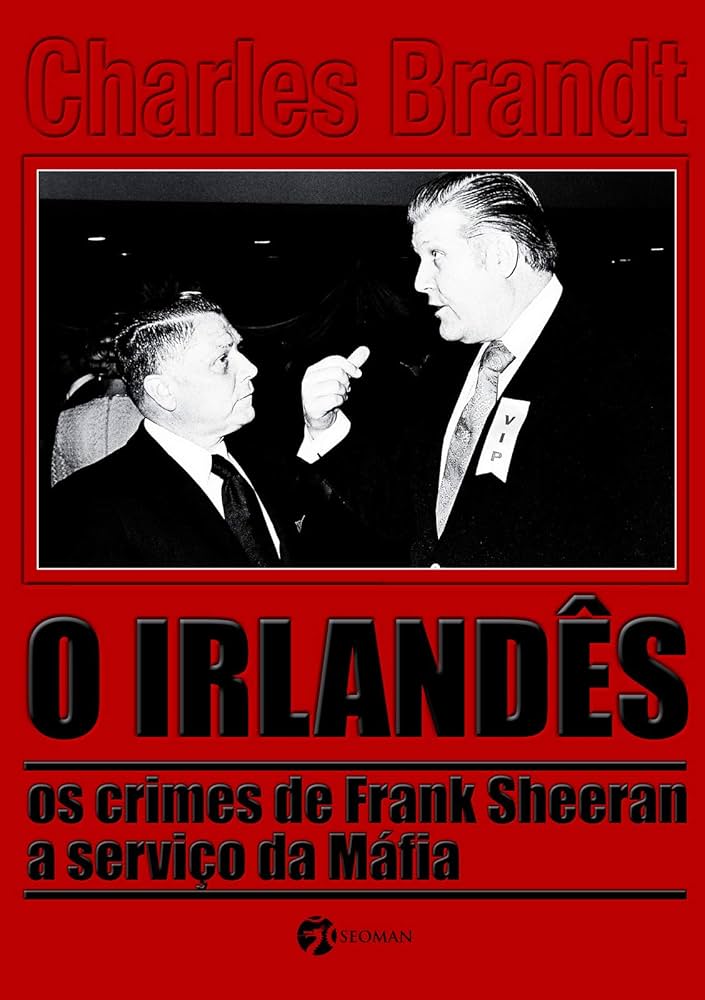 Charles Brandt
VIP
O IRLANDÊS
os crimes de Frank Sheeran
a serviço da Máfia
SEOMAN